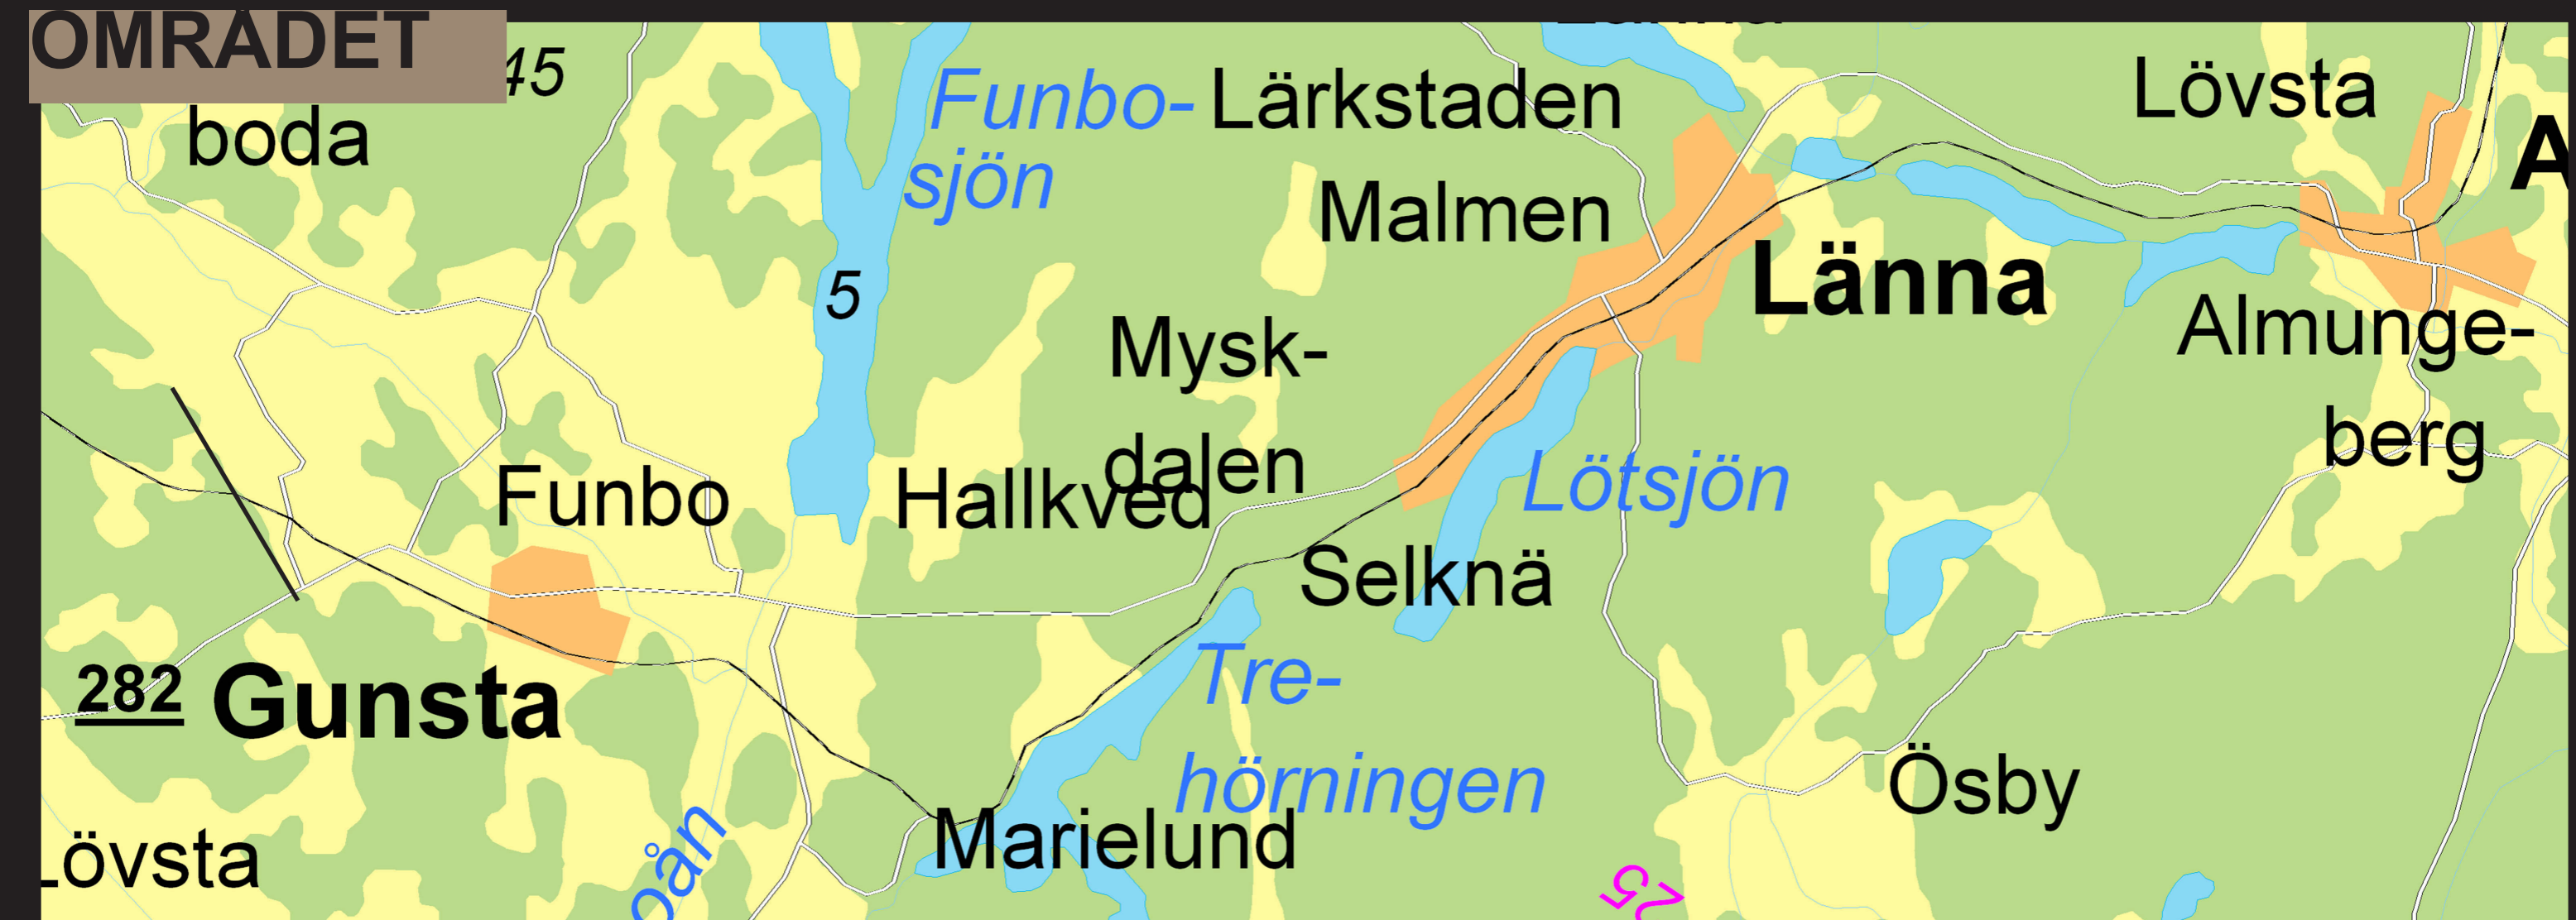 OMRÅDET
45
boda
Funbo-
sjön
5
Lärkstaden
Malmen
Mysk-
dalen
Hallkved
Funbo
Länna
Lövsta
A
Almunge-
berg
Lötsjön
Selknä
Tre-
hörningen
Marielund
282
Gunsta
Lövsta
Ösby
25